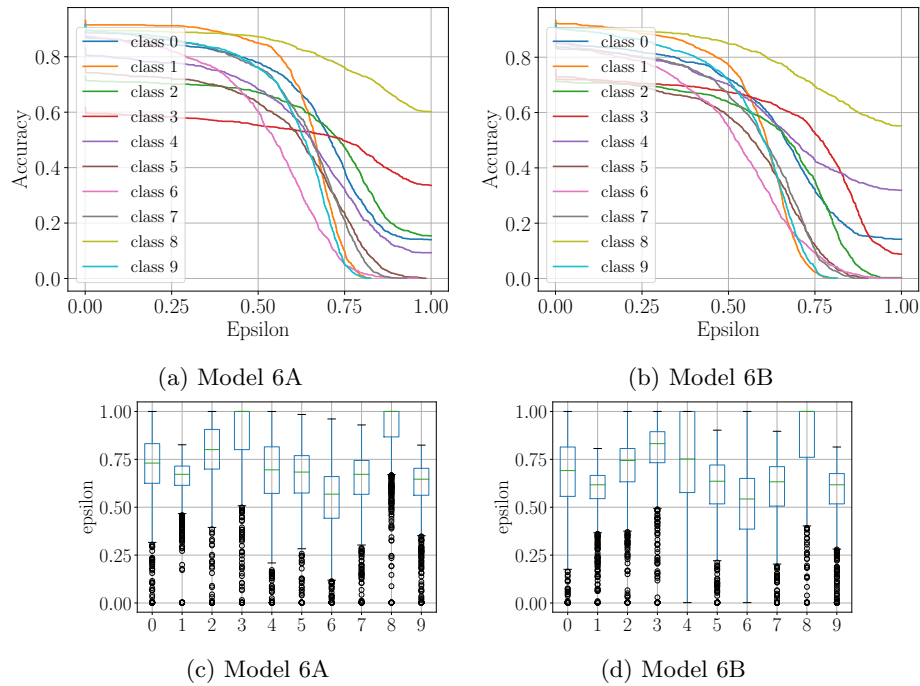 0.8
0.6
0.4
0.2
0.0
Accuracy
class 0
class 1
class 2
class 3
class 4
class 5
class 6
class 7
class 8
class 9
0.00 0.25 0.50 0.75 1.00
Epsilon
0.8
0.6
0.4
0.2
0.0
Accuracy
class 0
class 1
class 2
class 3
class 4
class 5
class 6
class 7
class 8
class 9
0.00 0.25 0.50 0.75 1.00
Epsilon
(a) Model 6A
(b) Model 6B
1.00
0.75
0.50
0.25
0.00
epsilon
0 1 2 3 4 5 6 7 8 9
1.00
0.75
0.50
0.25
0.00
epsilon
0 1 2 3 4 5 6 7 8 9
(c) Model 6A
(d) Model 6B